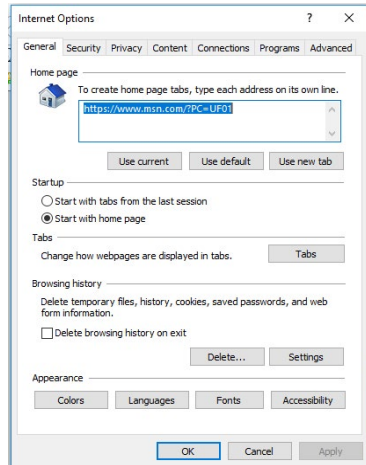 Internet Options ? X
General Security Privacy Content Connections Programs Advanced
Home page
To create home page tabs, type each address on its own line.
https://www.msn.com/?PC=UF01
Use current Use default Use new tab
Startup
Start with tabs from the last session
Start with home page
Tabs
Change how webpages are displayed in tabs. Tabs
Browsing history
Delete temporary files, history, cookies, saved passwords, and web
form information.
Delete browsing history on exit
Delete... Settings
Appearance
Colors Languages Fonts Accessibility
OK Cancel Apply